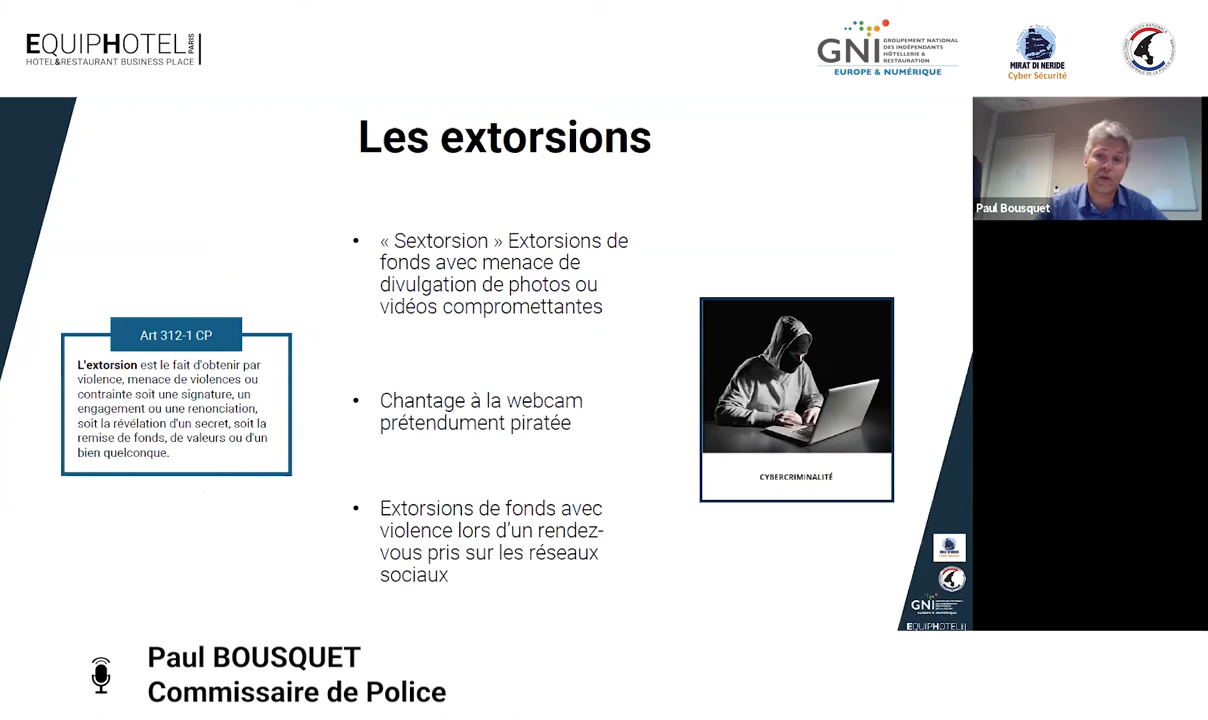 EQUIPHOTEL PARIS
HOTEL&RESTAURANT BUSINESS PLACE
GNI
GROUPEMENT NATIONAL
DES INDÉPENDANTS
HÔTELLERIE &
RESTAURATION
EUROPE & NUMÉRIQUE
MIRAT DI NERIDE
Cyber Sécurité
Les extorsions
Paul Bousquet
• « Sextorsion » Extorsions de
fonds avec menace de
divulgation de photos ou
vidéos compromettantes
Art 312-1 CP
L'extorsion est le fait d'obtenir par
violence, menace de violences ou
contrainte soit une signature, un
engagement ou une renonciation,
soit la révélation d'un secret, soit la
remise de fonds, de valeurs ou d'un
bien quelconque.
• Chantage à la webcam
prétendument piratée
CYBERCRIMINALITÉ
• Extorsions de fonds avec
violence lors d’un rendez-
vous pris sur les réseaux
sociaux
GNI
EQUIPHOTEL
Paul BOUSQUET
Commissaire de Police